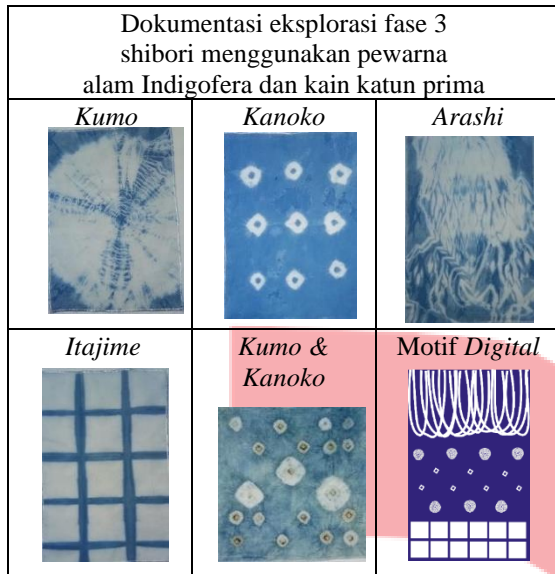 Dokumentasi eksplorasi fase 3
shibori menggunakan pewarna
alam Indigofera dan kain katun prima
Kumo
Kanoko
Arashi
Itajime
Kumo &
Kanoko
Motif Digital